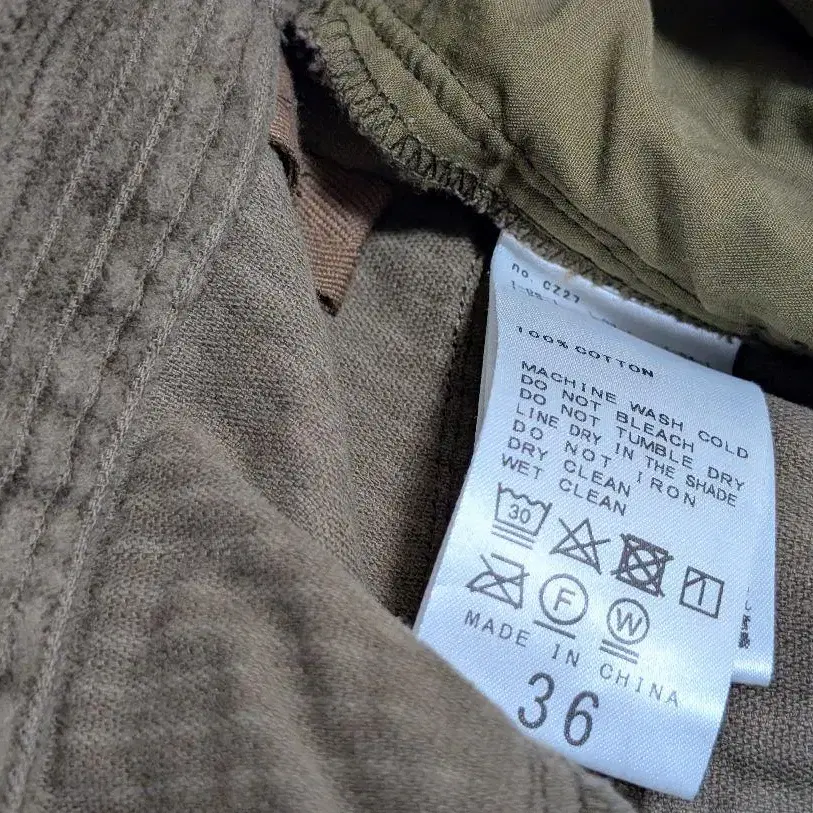 no CZ27
100% COTTON
MACHINE WASH COLD
DO NOT BLEACH
DO NOT TUMBLE DRY
LINE DRY IN THE SHADE
DO NOT IRON
DRY CLEAN
WET CLEAN
30
F
W
MADE IN CHINA
36